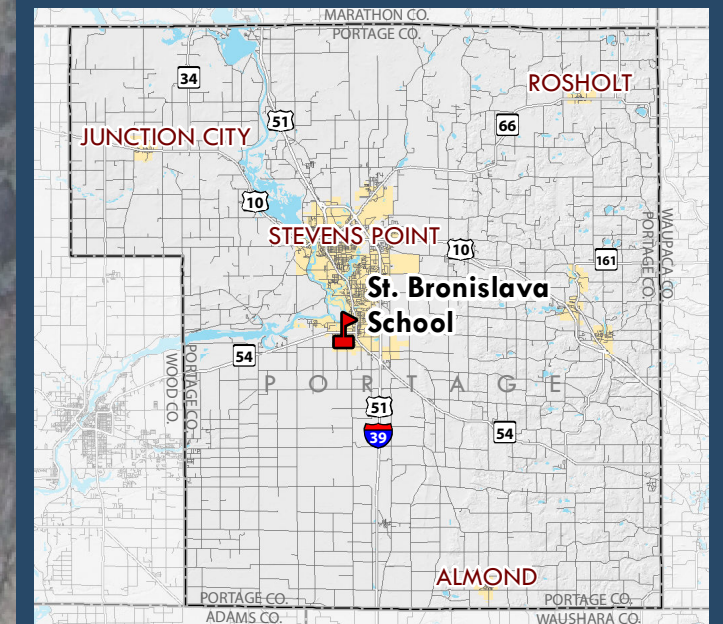 MARATHON CO.
PORTAGE CO.
34
ROSHOLT
51
66
JUNCTION CITY
10
STEVENS POINT
10
161
WAUPACA CO.
PORTAGE CO.
St. Bronislava
School
54
PORTAGE CO.
WOOD CO.
PORTAGE
51
39
54
ALMOND
PORTAGE CO.
ADAMS CO.
PORTAGE CO.
WAUSHARA CO.